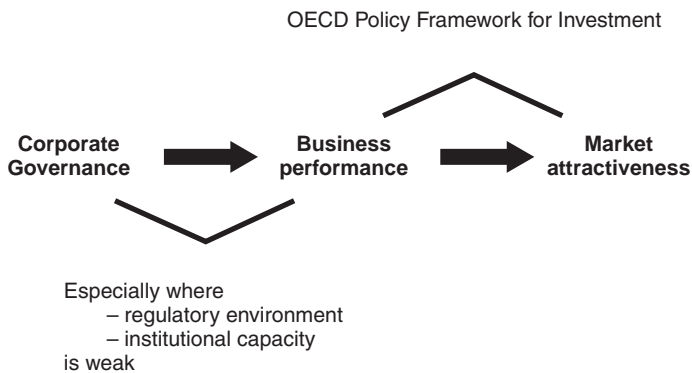 OECD Policy Framework for Investment
Corporate
Governance
Business
performance
Market
attractiveness
Especially where
– regulatory environment
– institutional capacity
is weak